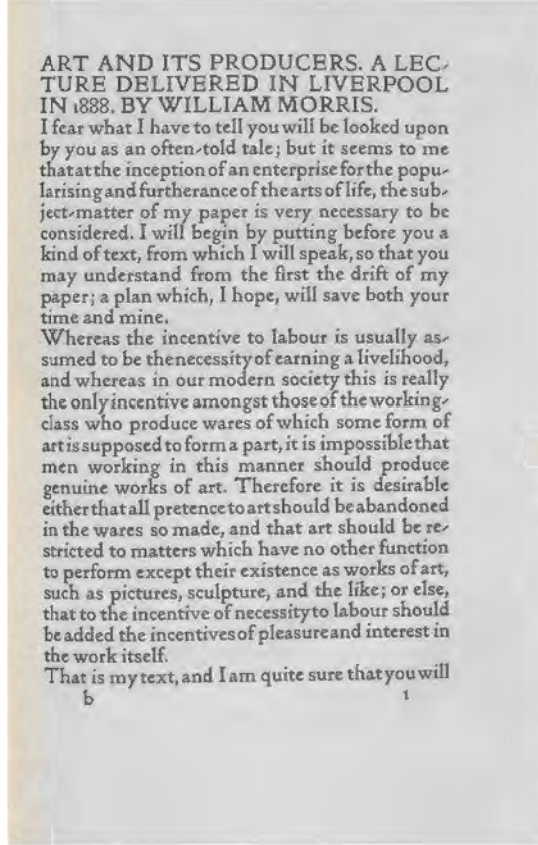 ART AND ITS PRODUCERS. A LEC-
TURE DELIVERED IN LIVERPOOL
IN 1888. BY WILLIAM MORRIS.
I fear what I have to tell you will be looked upon
by you as an often-told tale; but it seems to me
that at the inception of an enterprise for the popu-
larising and furtherance of the arts of life, the sub-
ject-matter of my paper is very necessary to be
considered. I will begin by putting before you a
kind of text, from which I will speak, so that you
may understand from the first the drift of my
paper; a plan which, I hope, will save both your
time and mine.
Whereas the incentive to labour is usually as-
sumed to be the necessity of earning a livelihood,
and whereas in our modern society this is really
the only incentive amongst those of the working-
class who produce wares of which some form of
art is supposed to form a part, it is impossible that
men working in this manner should produce
genuine works of art. Therefore it is desirable
either that all pretence to art should be abandoned
in the wares so made, and that art should be re-
stricted to matters which have no other function
to perform except their existence as works of art,
such as pictures, sculpture, and the like; or else,
that to the incentive of necessity to labour should
be added the incentives of pleasure and interest in
the work itself.
That is my text, and I am quite sure that you will
b 1